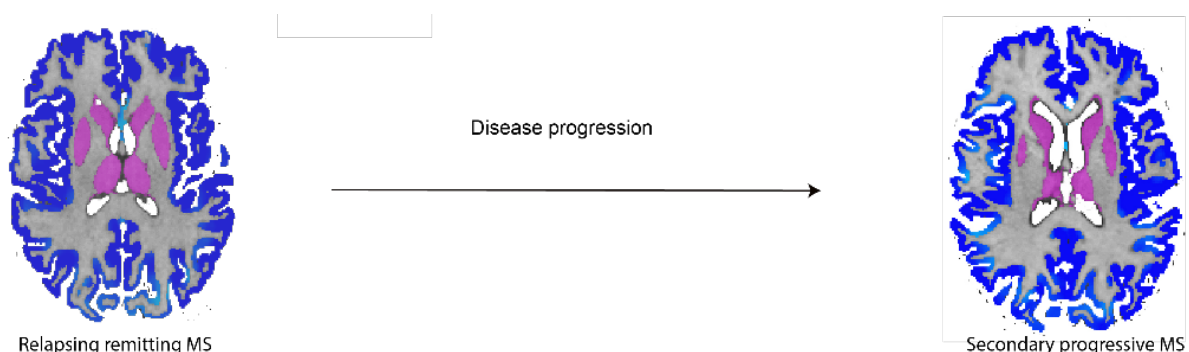 Disease progression
Relapsing remitting MS
Secondary progressive MS